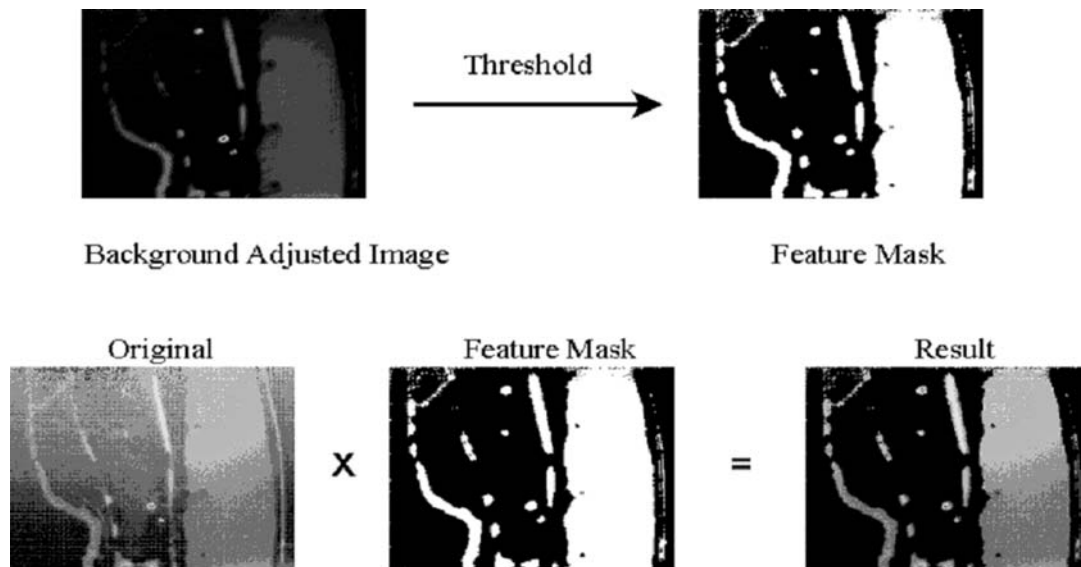 Threshold
Background Adjusted Image
Feature Mask
Original
Feature Mask
Result
X
=